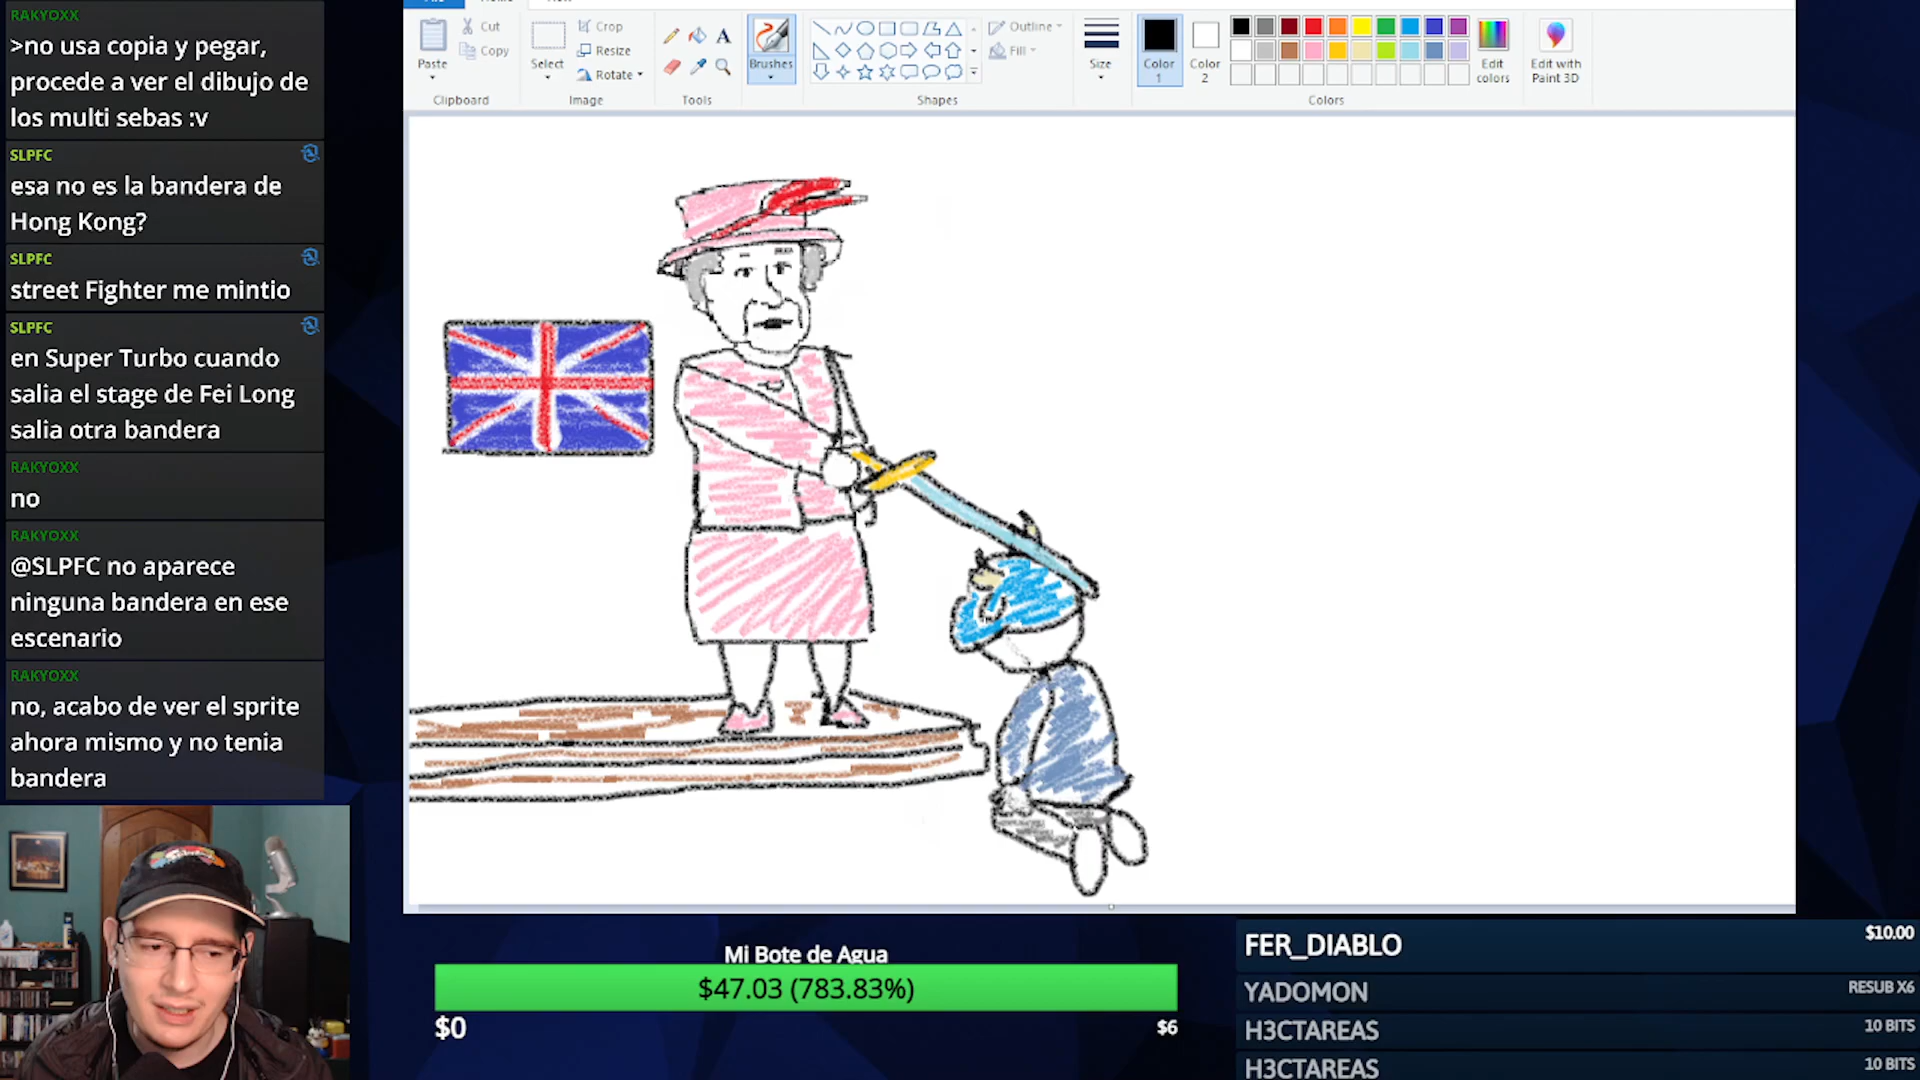 RAKYOXX
>no usa copia y pegar,
procede a ver el dibujo de
los multi sebas :v
SLPFC
esa no es la bandera de
Hong Kong?
SLPFC
street Fighter me mintio
SLPFC
en Super Turbo cuando
salia el stage de Fei Long
salia otra bandera
RAKYOXX
no
RAKYOXX
@SLPFC no aparece
ninguna bandera en ese
escenario
RAKYOXX
no, acabo de ver el sprite
ahora mismo y no tenia
bandera
Paste
Cut
Copy
Clipboard
Select
Crop
Resize
Rotate
Image
A
Tools
Brushes
Outline
Fill
Shapes
Size
Color
1
Color
2
Colors
Edit
colors
Edit with
Paint 3D
Mi Bote de Agua
$47.03 (783.83%)
$0
$6
FER_DIABLO
$10.00
YADOMON
RESUB X6
H3CTAREAS
10 BITS
H3CTAREAS
10 BITS